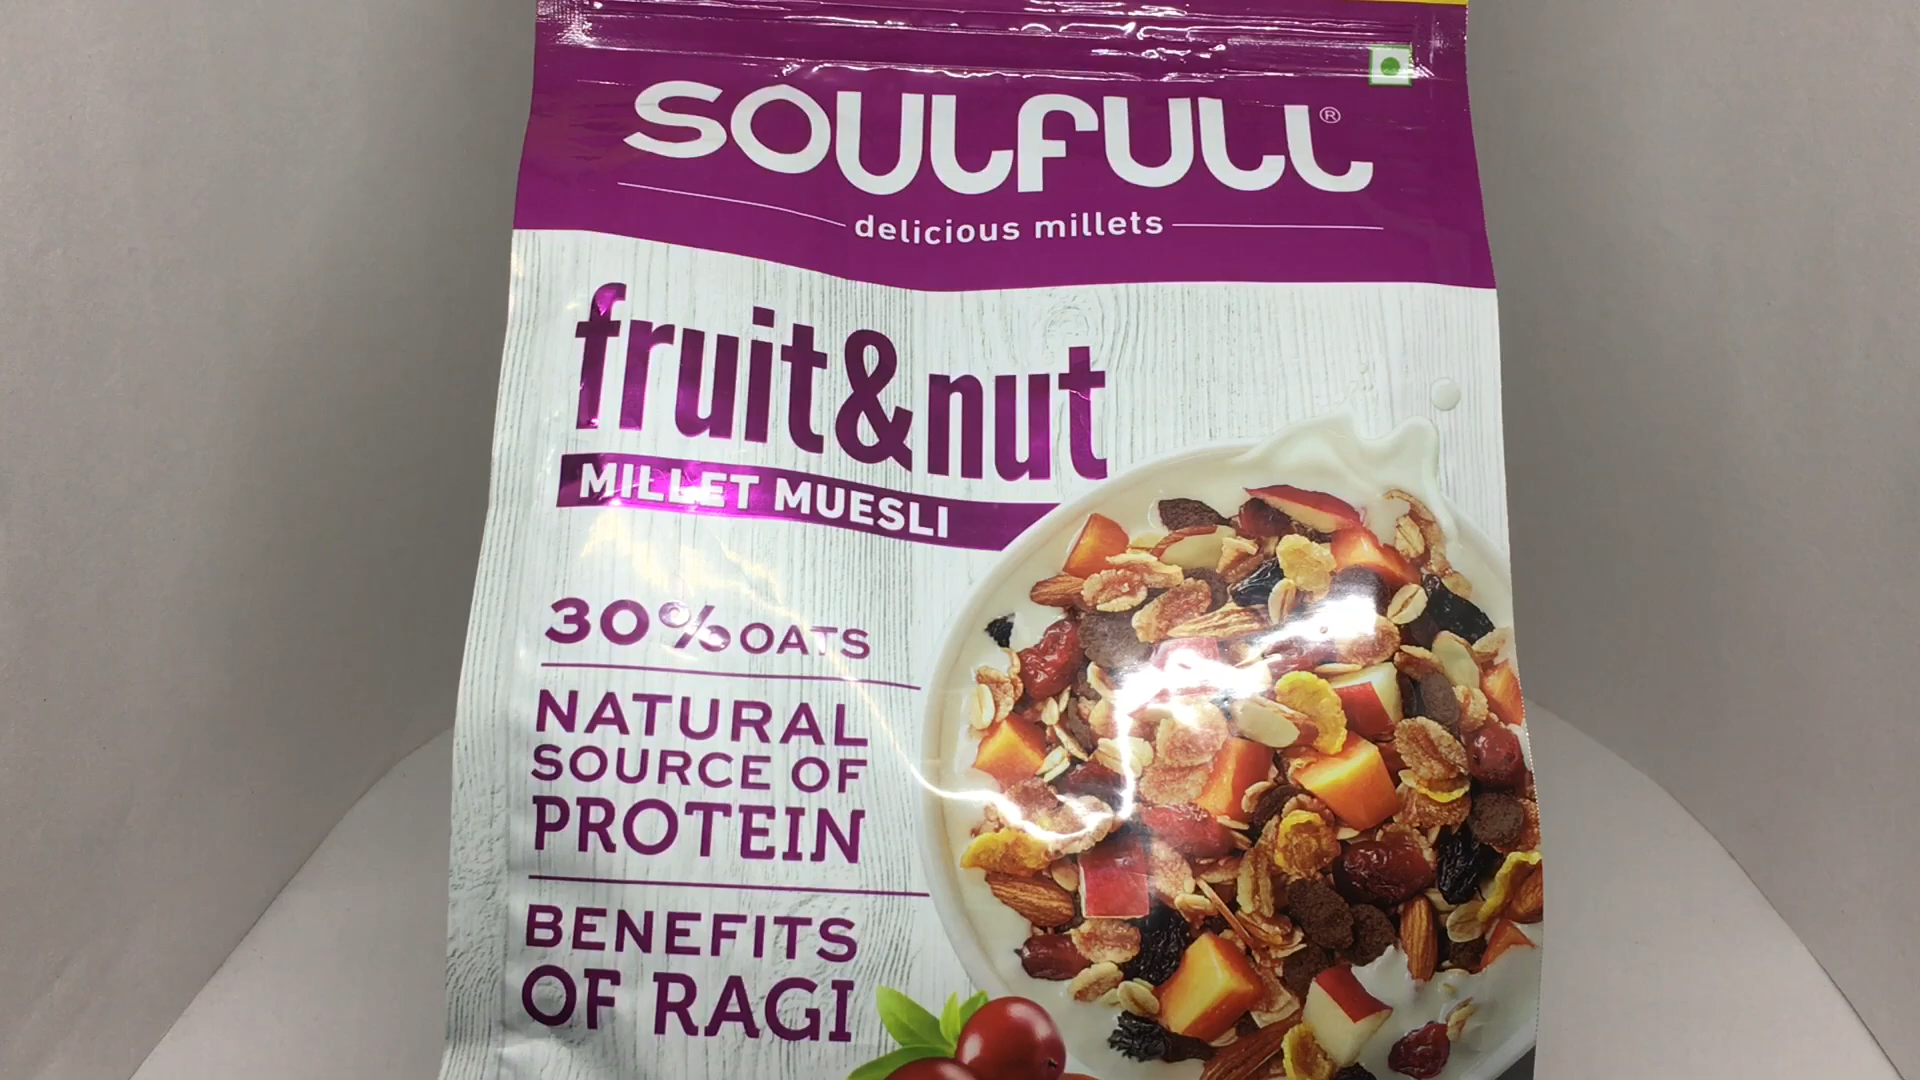 SOULFULL®
delicious millets
fruit&nut
MILLET MUESLI
30% OATS
NATURAL
SOURCE OF
PROTEIN
BENEFITS
OF RAGI